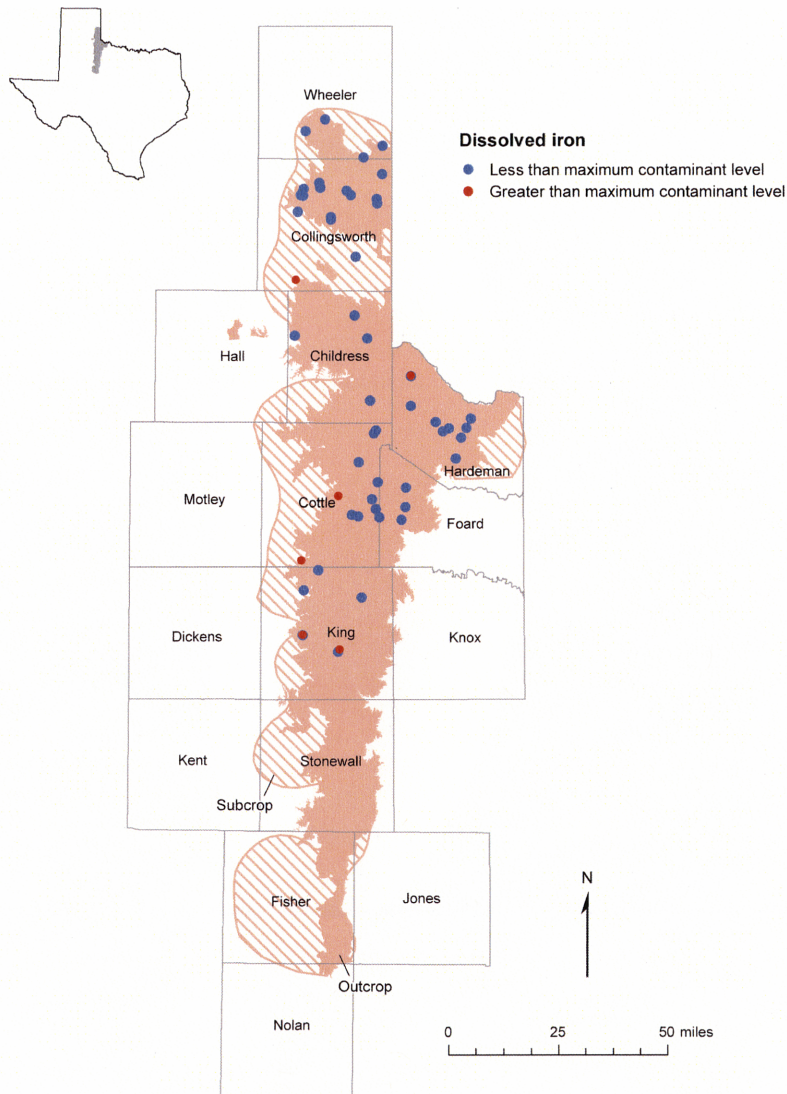 Wheeler
Dissolved iron
Less than maximum contaminant level
Greater than maximum contaminant level
Collingsworth
Hall
Childress
Hardeman
Motley
Cottle
Foard
Dickens
King
Knox
Kent
Stonewall
Subcrop
N
Fisher
Jones
Outcrop
Nolan
0 25 50 miles